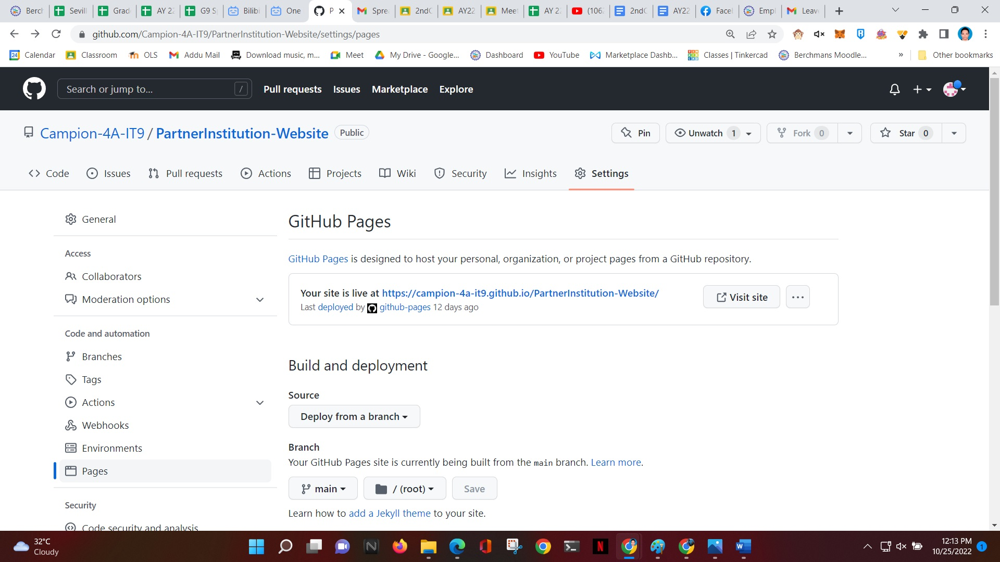 Berch Sevill Grad AY 22 G9 S Bilibi One P Sprea 2ndC AY22 Meet AY 22 (106 2ndC AY22 Faceb Empl Leave
github.com/Campion-4A-IT9/PartnerInstitution-Website/settings/pages
Calendar Classroom OLS Addu Mail Download music, m... Meet My Drive - Google... Dashboard YouTube Marketplace Dashb... Classes | Tinkercad Berchmans Moodle... » Other bookmarks
Search or jump to... / Pull requests Issues Marketplace Explore
Campion-4A-IT9 / PartnerInstitution-Website Public Pin Unwatch 1 Fork 0 Star 0
Code Issues Pull requests Actions Projects Wiki Security Insights Settings
General
Access
Collaborators
Moderation options
Code and automation
Branches
Tags
Actions
Webhooks
Environments
Pages
Security
Code security and analysis
GitHub Pages
GitHub Pages is designed to host your personal, organization, or project pages from a GitHub repository.
Your site is live at https://campion-4a-it9.github.io/PartnerInstitution-Website/
Last deployed by github-pages 12 days ago
Visit site
Build and deployment
Source
Deploy from a branch
Branch
Your GitHub Pages site is currently being built from the main branch. Learn more.
main / (root) Save
Learn how to add a Jekyll theme to your site.
32°C
Cloudy
12:13 PM
10/25/2022
1